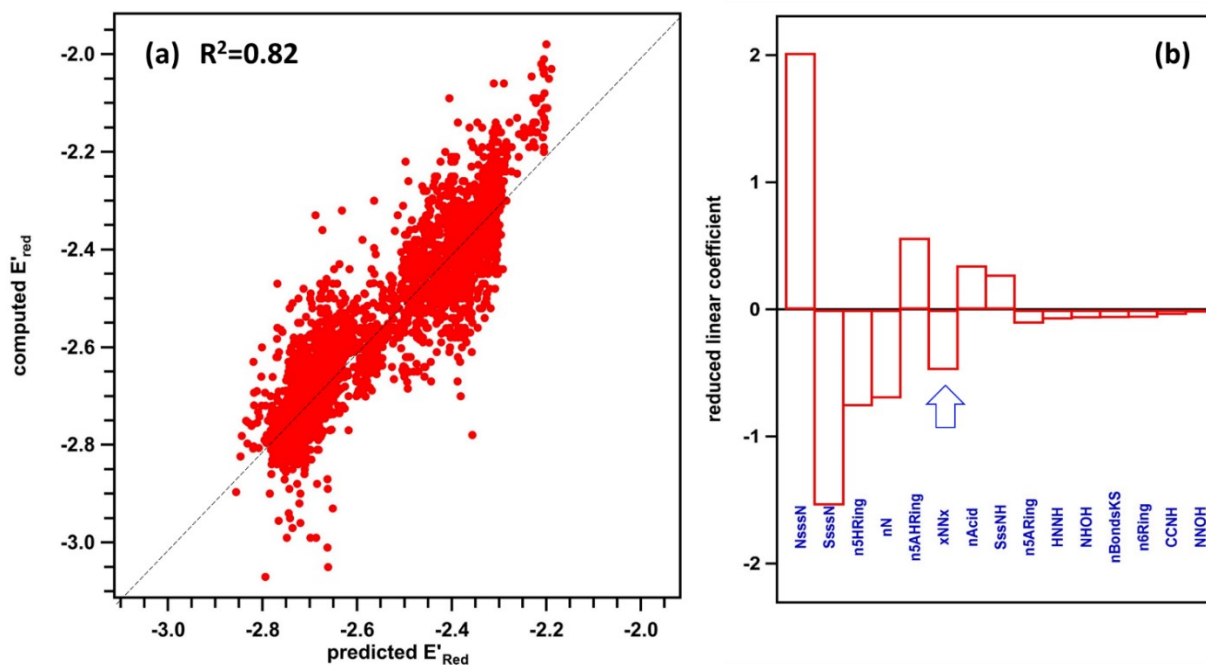 (a) R²=0.82
computed E'red
-2.0
-2.2
-2.4
-2.6
-2.8
-3.0
-3.0 -2.8 -2.6 -2.4 -2.2 -2.0
predicted E'Red
(b)
reduced linear coefficient
2
1
0
-1
-2
NsssN
SsssN
n5HRing
nN
n5AHRing
xNNx
nAcid
SssNH
n5ARing
HNNH
NHOH
nBondsKS
n6Ring
CCNH
NNOH